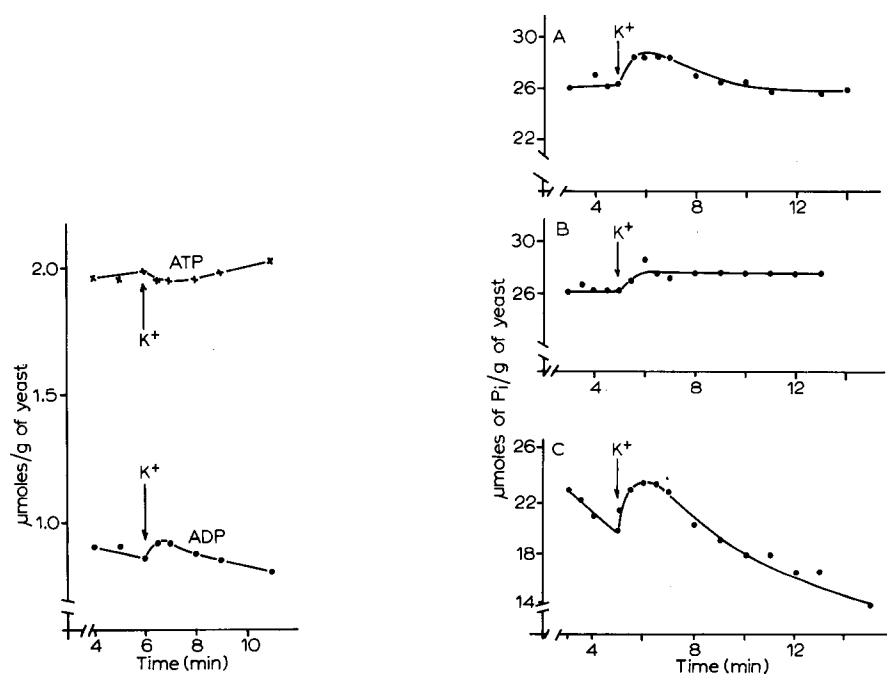 2.0
1.5
1.0
ATP
K+
K+
ADP
4 6 8 10
Time (min)
μmoles/g of yeast
A
K+
30
26
22
4 8 12
B
K+
30
26
22
4 8 12
μmoles of Pi/g of yeast
C
K+
26
22
18
14
4 8 12
Time (min)